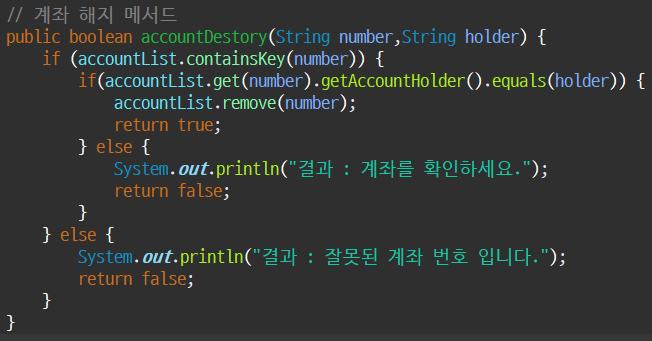 // 계좌 해지 메서드
public boolean accountDestory(String number,String holder) {
    if (accountList.containsKey(number)) {
        if(accountList.get(number).getAccountHolder().equals(holder)) {
            accountList.remove(number);
            return true;
        } else {
            System.out.println("결과 : 계좌를 확인하세요.");
            return false;
        }
    } else {
        System.out.println("결과 : 잘못된 계좌 번호 입니다.");
        return false;
    }
}